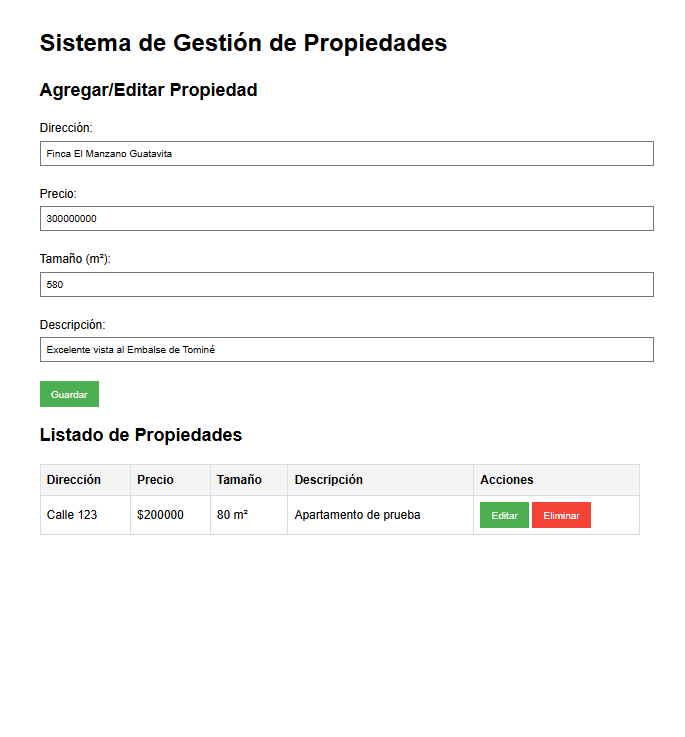 Sistema de Gestión de Propiedades
Agregar/Editar Propiedad
Dirección:
Finca El Manzano Guatavita
Precio:
300000000
Tamaño (m²):
580
Descripción:
Excelente vista al Embalse de Tominé
Guardar
Listado de Propiedades
Dirección Precio Tamaño Descripción Acciones
Calle 123 $200000 80 m² Apartamento de prueba Editar Eliminar